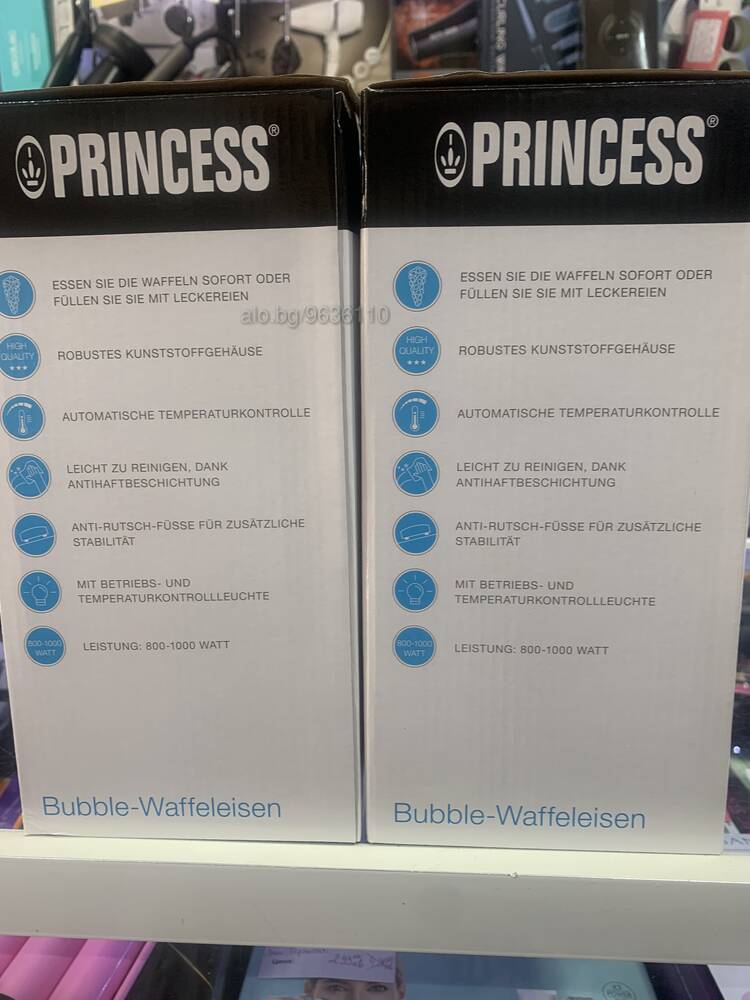 CURLING W
PRINCESS®
ESSEN SIE DIE WAFFELN SOFORT ODER
FÜLLEN SIE SIE MIT LECKEREIEN
HIGH
QUALITY
ROBUSTES KUNSTSTOFFGEHÄUSE
AUTOMATISCHE TEMPERATURKONTROLLE
LEICHT ZU REINIGEN, DANK
ANTIHAFTBESCHICHTUNG
ANTI-RUTSCH-FÜSSE FÜR ZUSÄTZLICHE
STABILITÄT
MIT BETRIEBS- UND
TEMPERATURKONTROLLLEUCHTE
800-1000
WATT
LEISTUNG: 800-1000 WATT
Bubble-Waffeleisen
PRINCESS®
ESSEN SIE DIE WAFFELN SOFORT ODER
FÜLLEN SIE SIE MIT LECKEREIEN
HIGH
QUALITY
ROBUSTES KUNSTSTOFFGEHÄUSE
AUTOMATISCHE TEMPERATURKONTROLLE
LEICHT ZU REINIGEN, DANK
ANTIHAFTBESCHICHTUNG
ANTI-RUTSCH-FÜSSE FÜR ZUSÄTZLICHE
STABILITÄT
MIT BETRIEBS- UND
TEMPERATURKONTROLLLEUCHTE
800-1000
WATT
LEISTUNG: 800-1000 WATT
Bubble-Waffeleisen
alo.bg/9636110